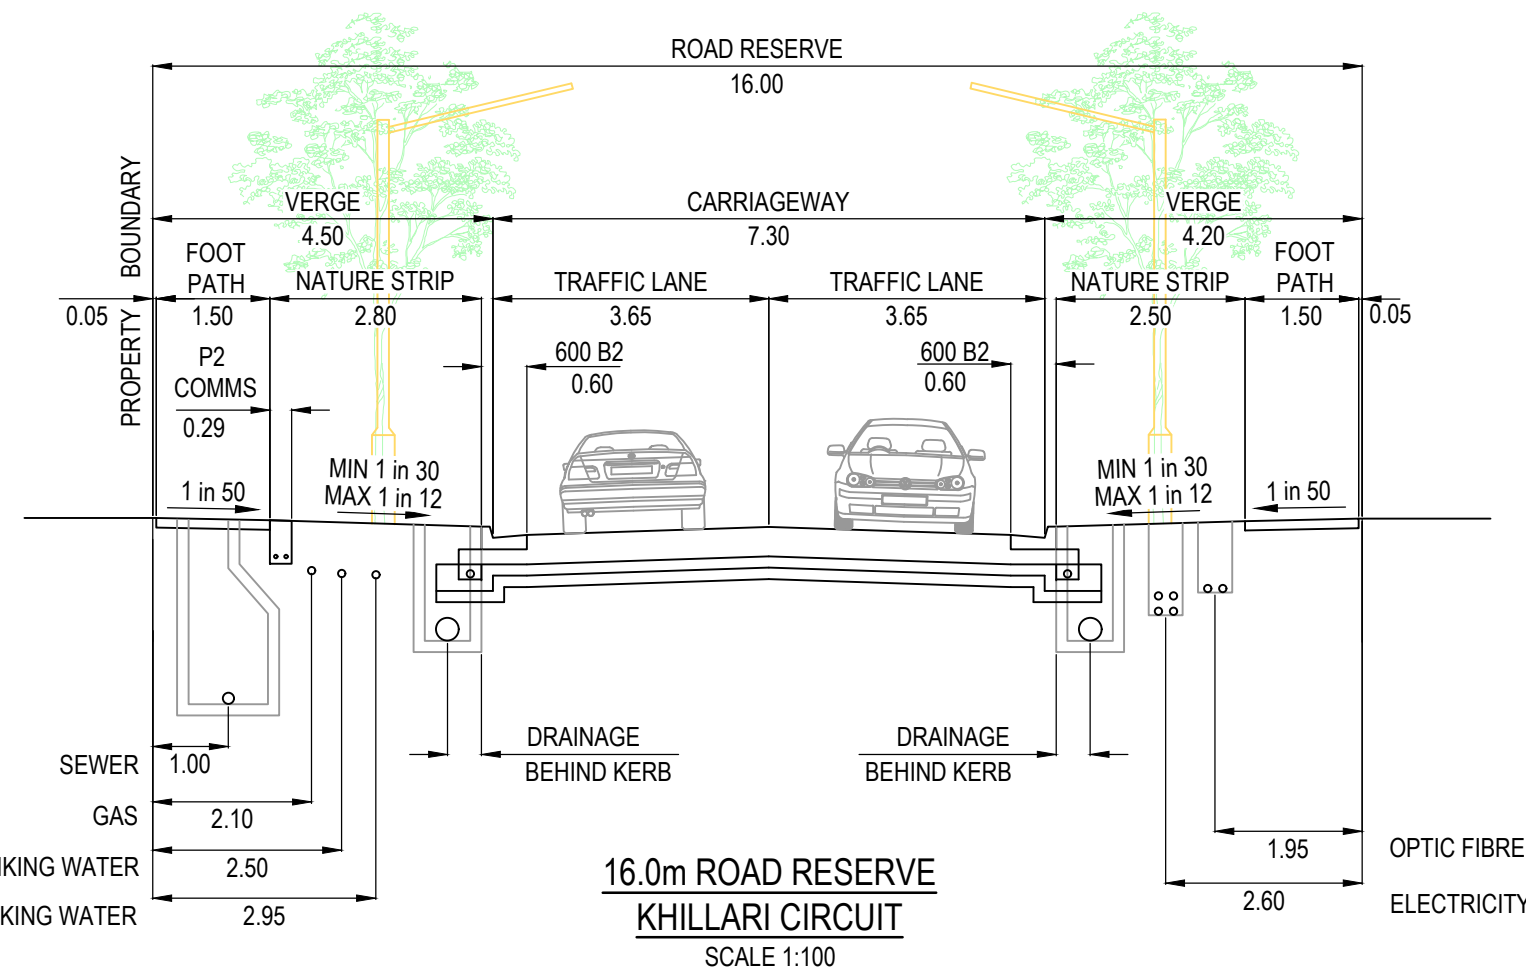 ROAD RESERVE
16.00
PROPERTY BOUNDARY
VERGE
4.50
CARRIAGEWAY
7.30
VERGE
4.20
FOOT
PATH
1.50
NATURE STRIP
2.80
TRAFFIC LANE
3.65
TRAFFIC LANE
3.65
NATURE STRIP
2.50
FOOT
PATH
1.50
0.05
0.05
P2
COMMS
0.29
600 B2
0.60
600 B2
0.60
1 in 50
MIN 1 in 30
MAX 1 in 12
MIN 1 in 30
MAX 1 in 12
1 in 50
DRAINAGE
BEHIND KERB
DRAINAGE
BEHIND KERB
SEWER
1.00
GAS
2.10
WATER
2.50
WATER
2.95
1.95
OPTIC FIBRE
2.60
ELECTRICITY
16.0m ROAD RESERVE
KHILLARI CIRCUIT
SCALE 1:100